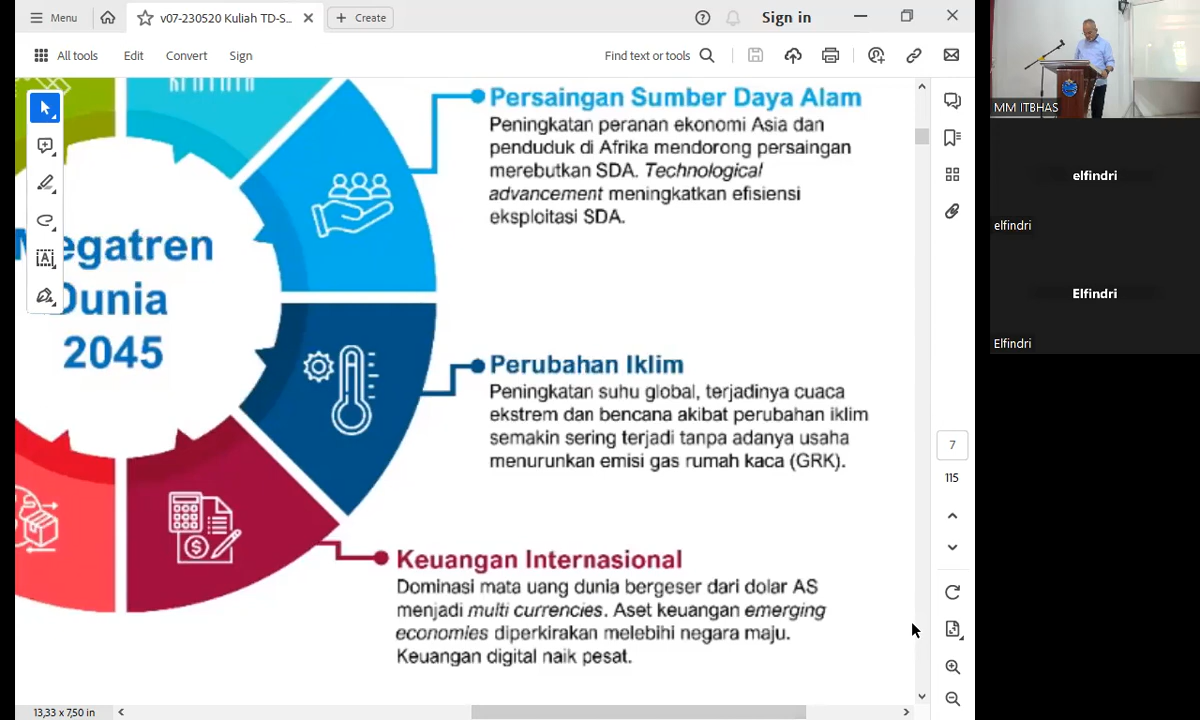 Menu
v07-230520 Kuliah TD-S...
Create
Sign in
All tools
Edit
Convert
Sign
Find text or tools
Persaingan Sumber Daya Alam
Peningkatan peranan ekonomi Asia dan
penduduk di Afrika mendorong persaingan
merebutkan SDA. Technological
advancement meningkatkan efisiensi
eksploitasi SDA.
Megatren
Dunia
2045
Perubahan Iklim
Peningkatan suhu global, terjadinya cuaca
ekstrem dan bencana akibat perubahan iklim
semakin sering terjadi tanpa adanya usaha
menurunkan emisi gas rumah kaca (GRK).
Keuangan Internasional
Dominasi mata uang dunia bergeser dari dolar AS
menjadi multi currencies. Aset keuangan emerging
economies diperkirakan melebihi negara maju.
Keuangan digital naik pesat.
7
115
13,33 x 7,50 in
MM ITBHAS
elfindri
elfindri
Elfindri
Elfindri